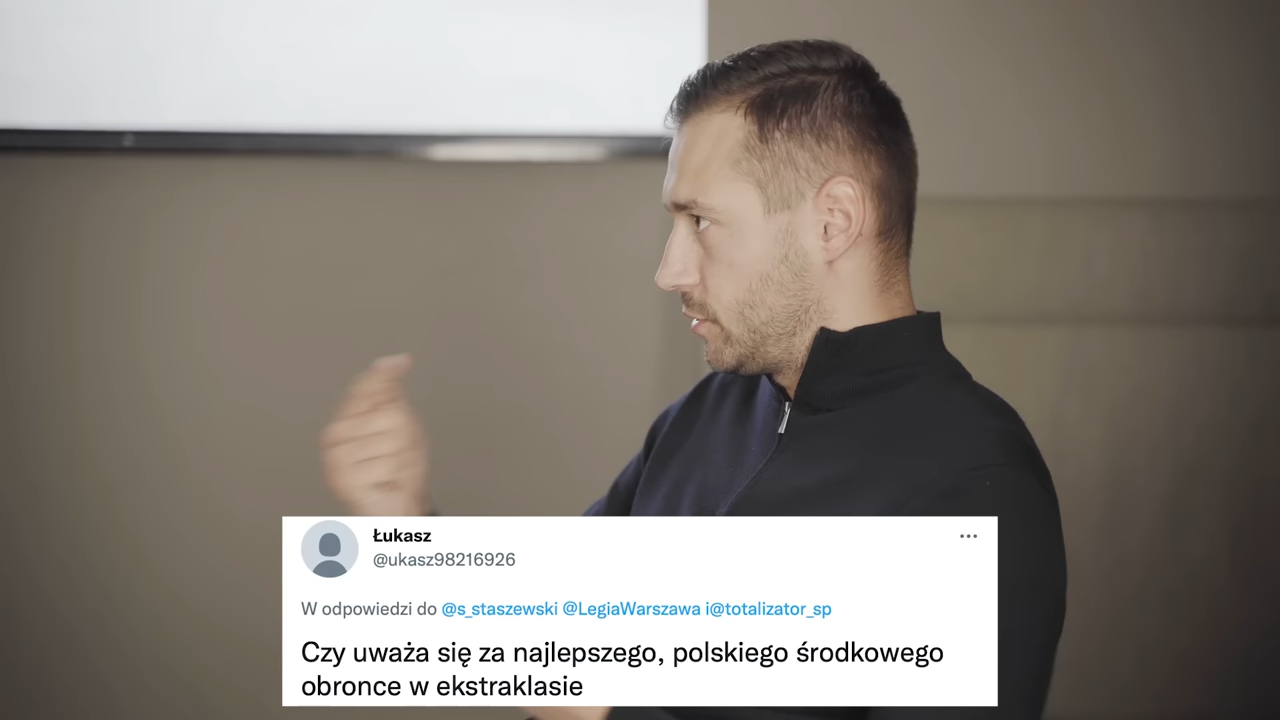 Łukasz
@ukasz98216926
W odpowiedzi do @s_staszewski @LegiaWarszawa i@totalizator_sp
Czy uważa się za najlepszego, polskiego środkowego
obronce w ekstraklasie